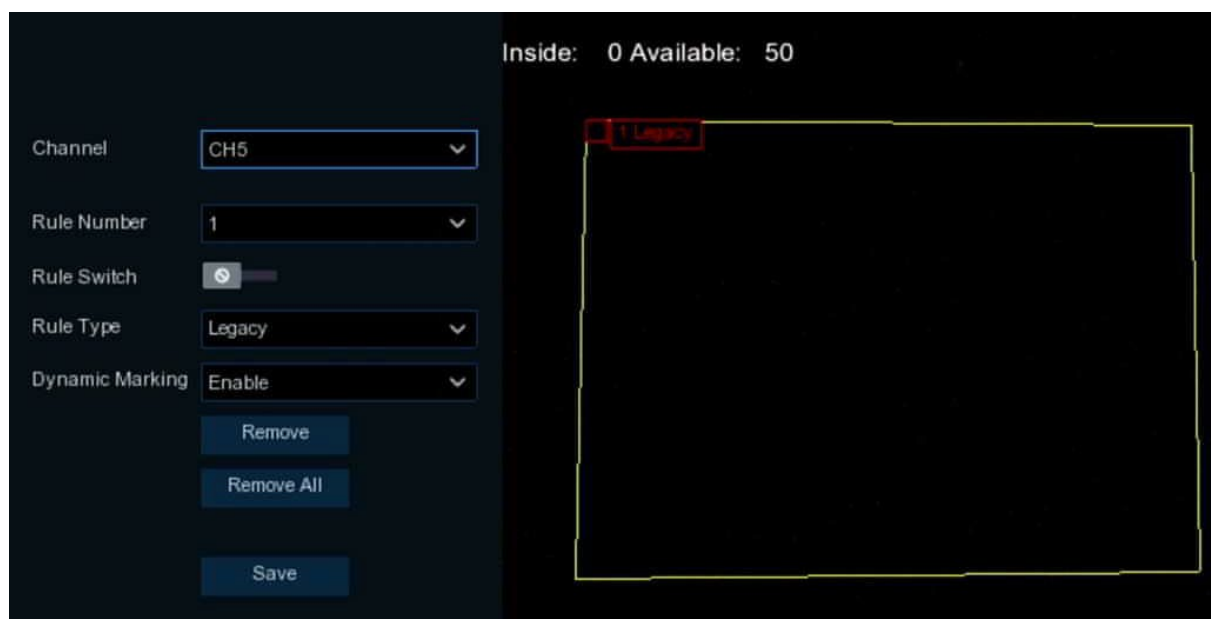 Inside: 0 Available: 50
Channel CH5
1 Legacy
Rule Number 1
Rule Switch
Rule Type Legacy
Dynamic Marking Enable
Remove
Remove All
Save